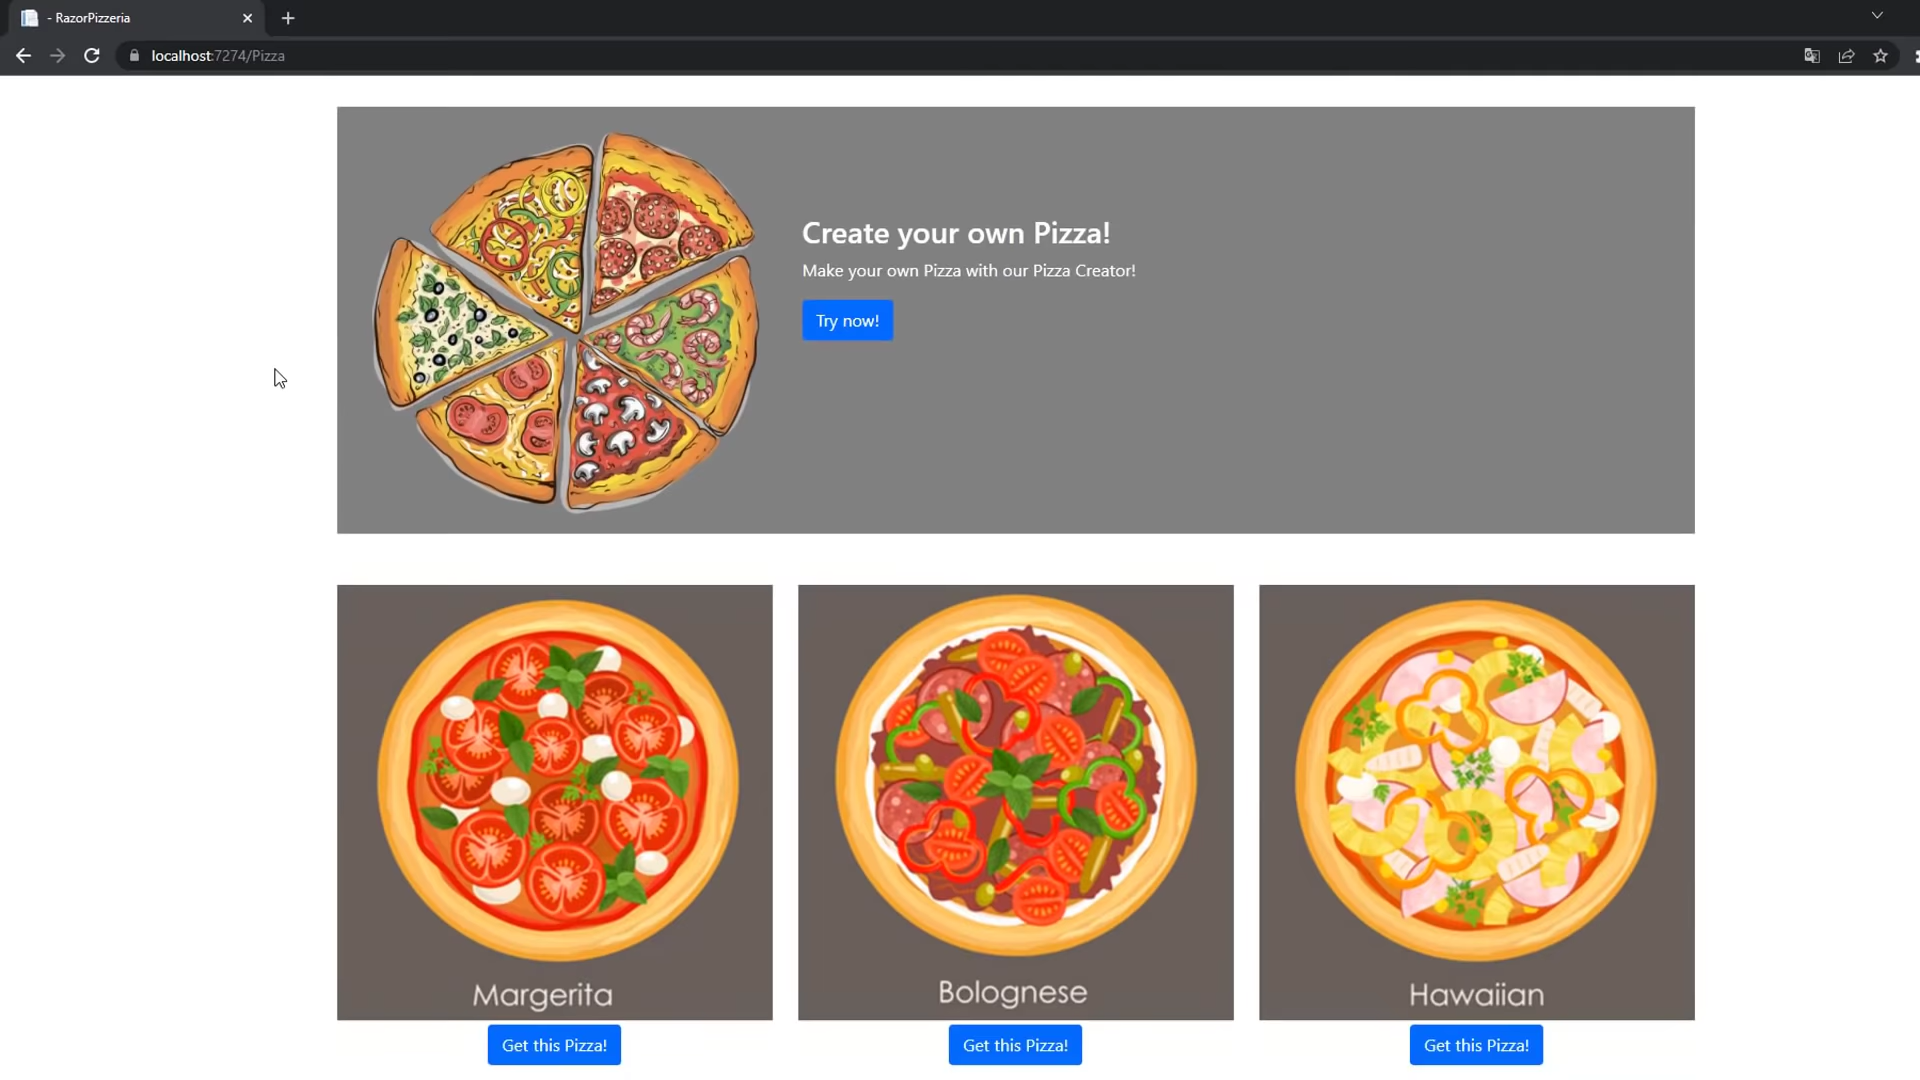 - RazorPizzeria
localhost:7274/Pizza
Create your own Pizza!
Make your own Pizza with our Pizza Creator!
Try now!
Margerita
Bolognese
Hawaiian
Get this Pizza!
Get this Pizza!
Get this Pizza!